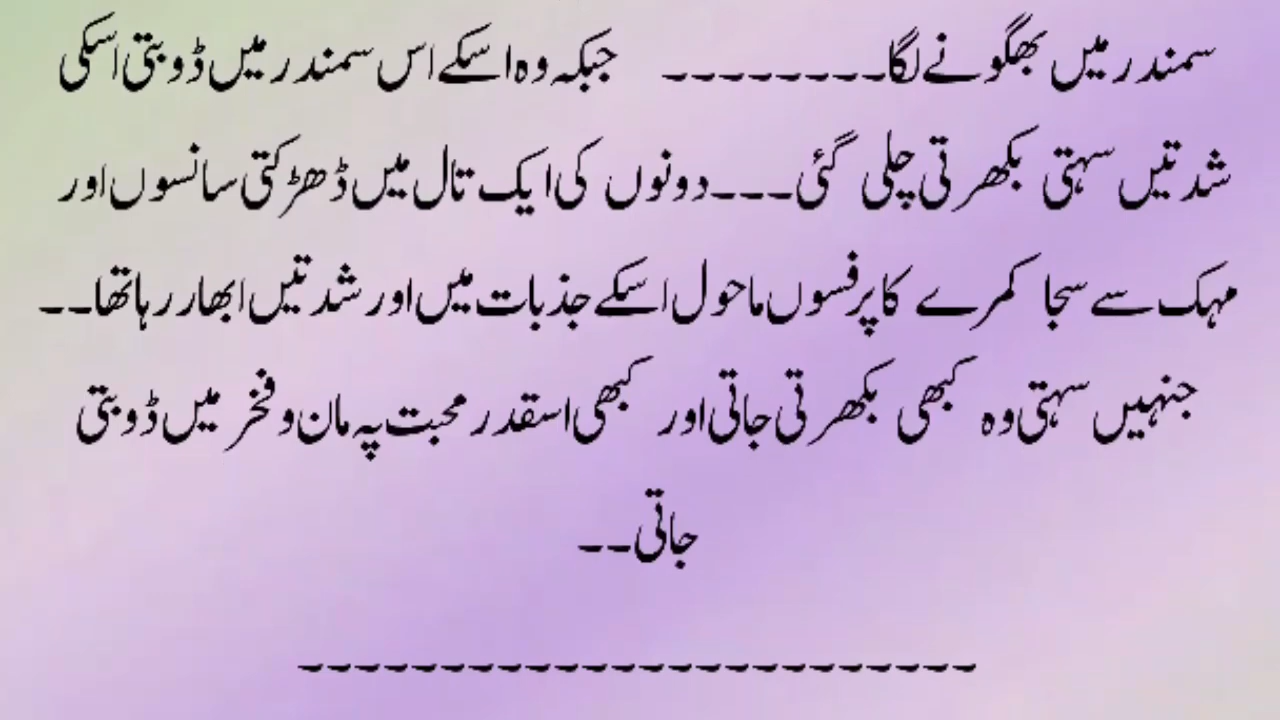 سمندر میں بھگونے لگا۔۔۔۔۔۔۔۔ جبکہ وہ اسکے اس سمندر میں ڈوبتی اسکی
شدتیں سہتی بکھرتی چلی گئی۔۔۔دونوں کی ایک تال میں ڈھڑکتی سانسوں اور
مہک سے سجا کمرے کا پرفسوں ماحول اسکے جذبات میں اور شدتیں ابھار رہا تھا۔۔
جنہیں سہتی وہ کبھی بکھرتی جاتی اور کبھی اسقدر محبت پہ مان و فخر میں ڈوبتی
جاتی۔۔
۔۔۔۔۔۔۔۔۔۔۔۔۔۔۔۔۔۔۔۔۔۔۔۔